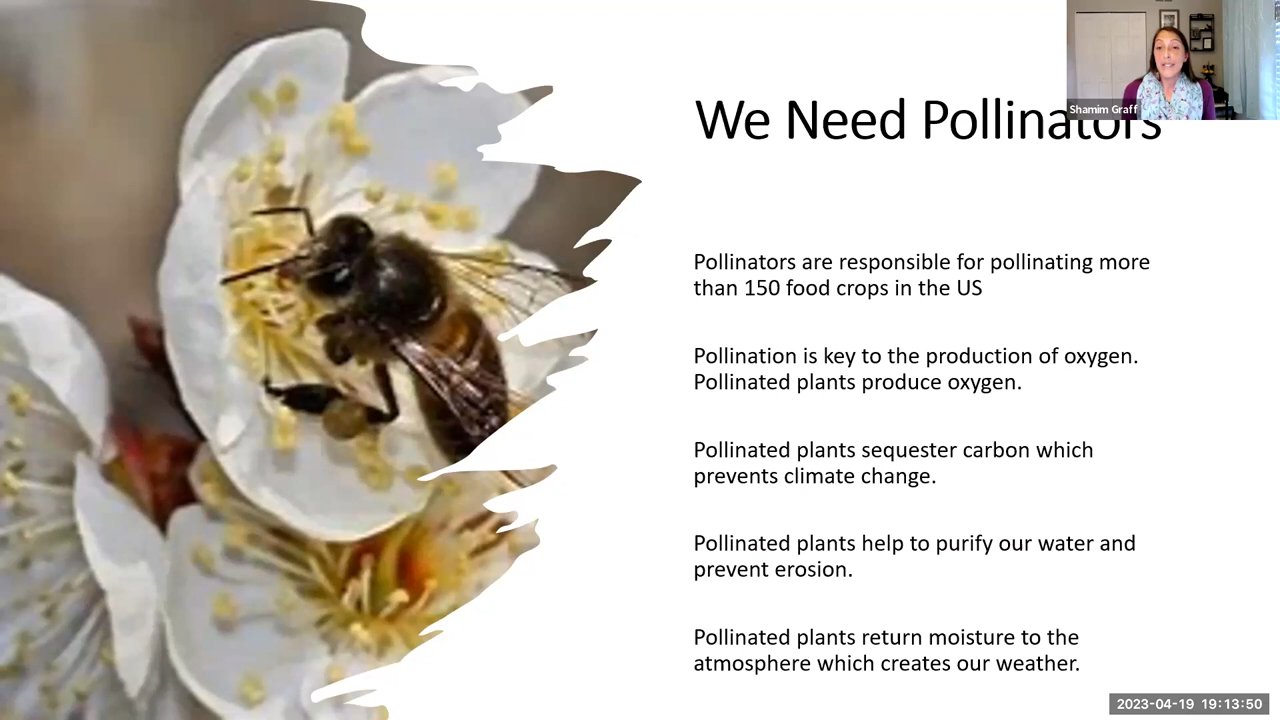 Shamim Graff
We Need Pollinators
Pollinators are responsible for pollinating more
than 150 food crops in the US
Pollination is key to the production of oxygen.
Pollinated plants produce oxygen.
Pollinated plants sequester carbon which
prevents climate change.
Pollinated plants help to purify our water and
prevent erosion.
Pollinated plants return moisture to the
atmosphere which creates our weather.
2023-04-19 19:13:50